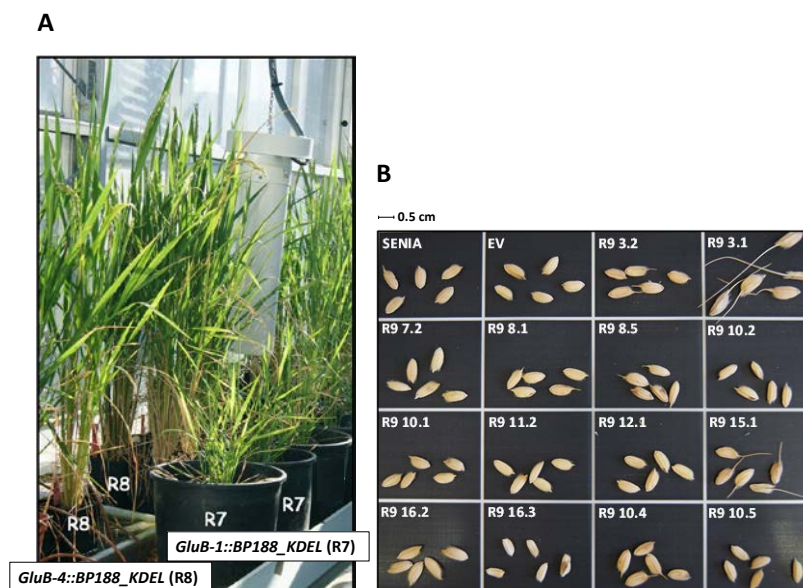 A
R8
R8
R7
R7
GluB-1::BP188_KDEL (R7)
GluB-4::BP188_KDEL (R8)
B
0.5 cm
SENIA EV R9 3.2 R9 3.1
R9 7.2 R9 8.1 R9 8.5 R9 10.2
R9 10.1 R9 11.2 R9 12.1 R9 15.1
R9 16.2 R9 16.3 R9 10.4 R9 10.5